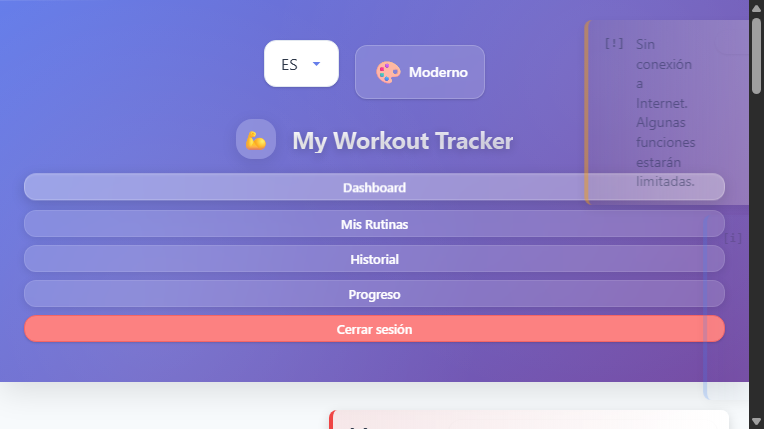 ES
Moderno
[!] Sin
conexión
a
Internet.
Algunas
funciones
estarán
limitadas.
My Workout Tracker
Dashboard
Mis Rutinas
[i]
Historial
Progreso
Cerrar sesión